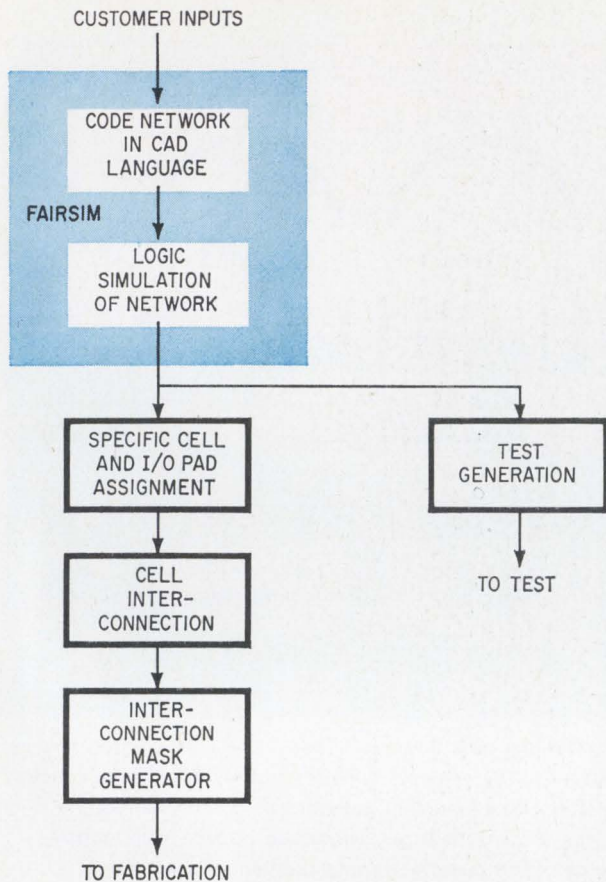 CUSTOMER INPUTS
CODE NETWORK
IN CAD
LANGUAGE
FAIRSIM
LOGIC
SIMULATION
OF NETWORK
SPECIFIC CELL
AND I/O PAD
ASSIGNMENT
TEST
GENERATION
CELL
INTER-
CONNECTION
TO TEST
INTER-
CONNECTION
MASK
GENERATOR
TO FABRICATION